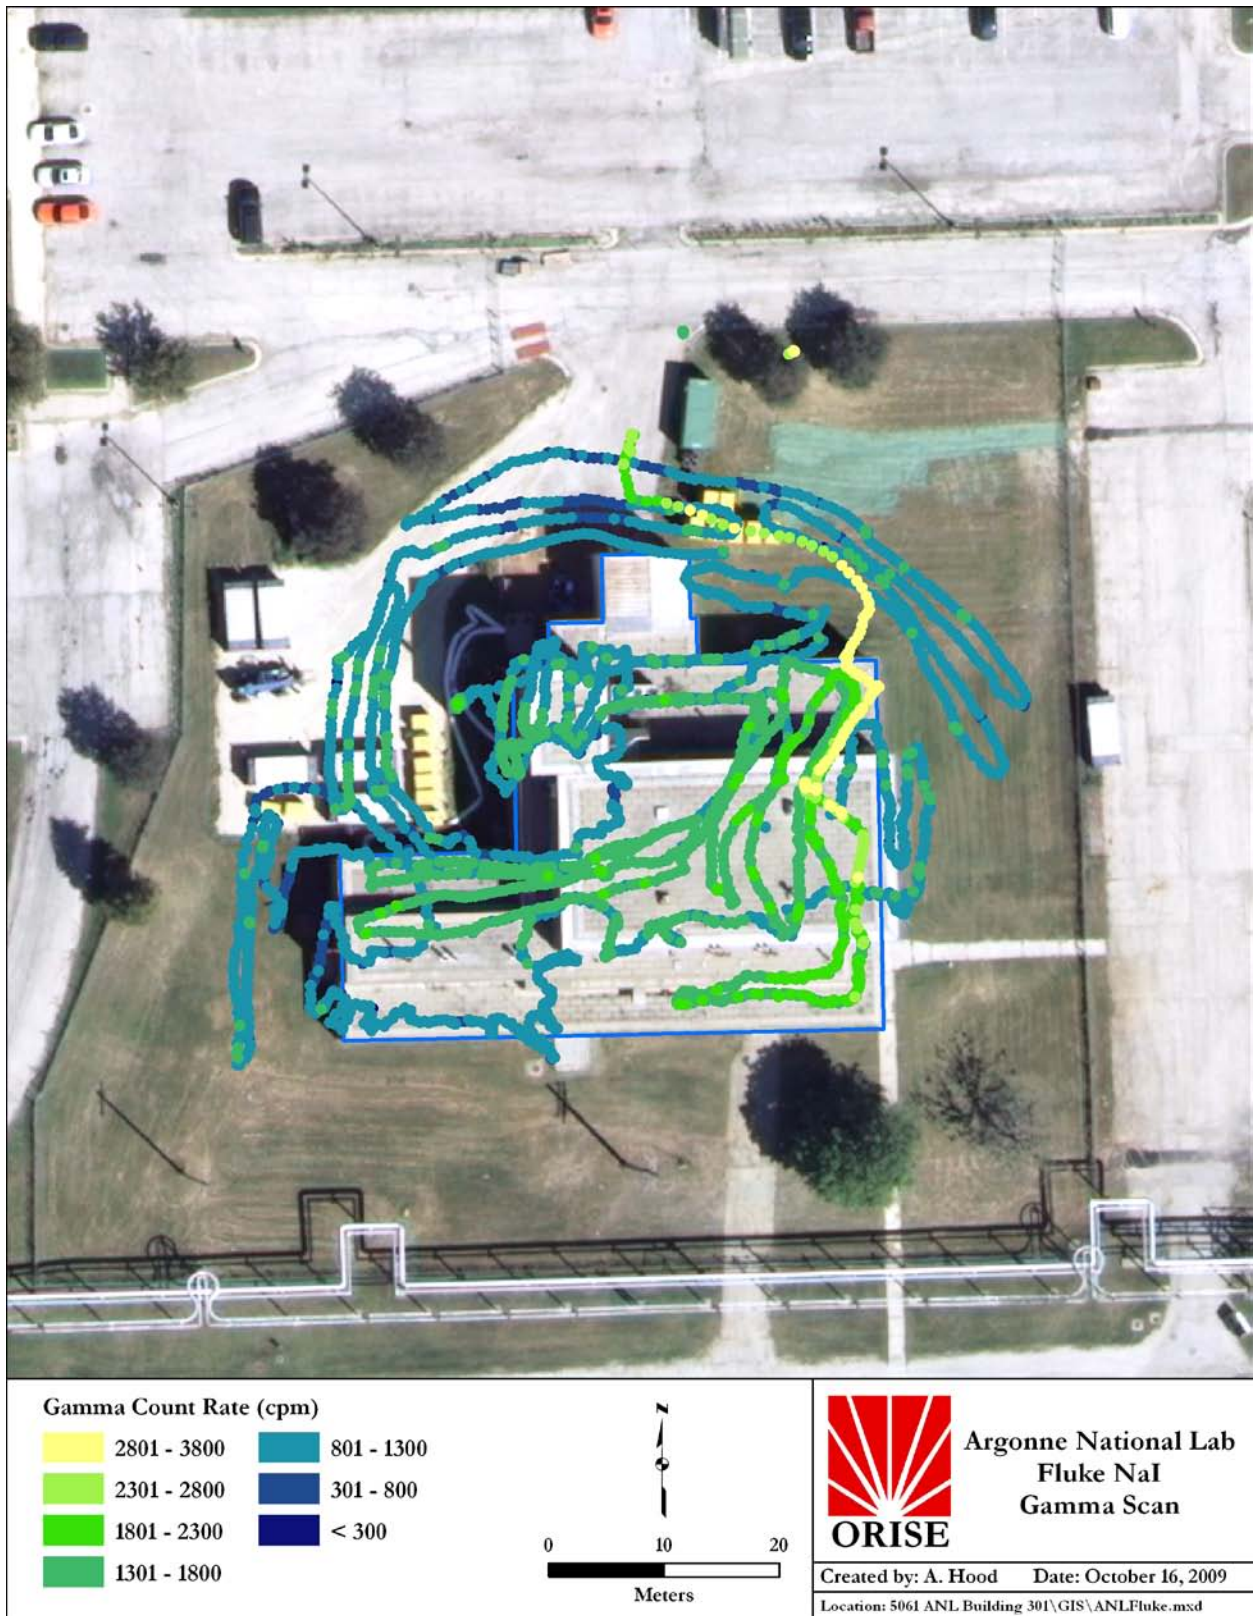 Gamma Count Rate (cpm)
2801 - 3800
2301 - 2800
1801 - 2300
1301 - 1800
801 - 1300
301 - 800
< 300
N
0 10 20
Meters
ORISE
Argonne National Lab
Fluke NaI
Gamma Scan
Created by: A. Hood Date: October 16, 2009
Location: 5061 ANL Building 301\GIS\ANLFluke.mxd